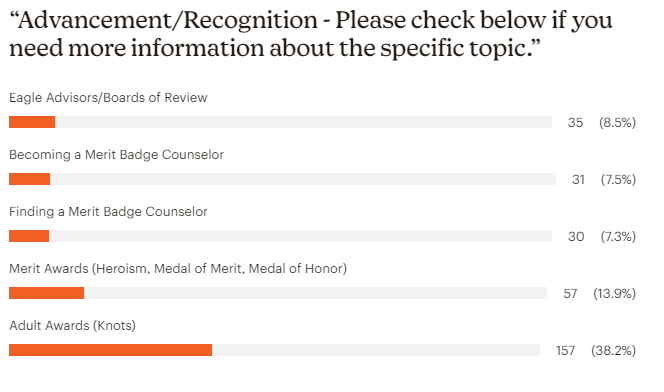 “Advancement/Recognition - Please check below if you
need more information about the specific topic.”
Eagle Advisors/Boards of Review
35 (8.5%)
Becoming a Merit Badge Counselor
31 (7.5%)
Finding a Merit Badge Counselor
30 (7.3%)
Merit Awards (Heroism, Medal of Merit, Medal of Honor)
57 (13.9%)
Adult Awards (Knots)
157 (38.2%)